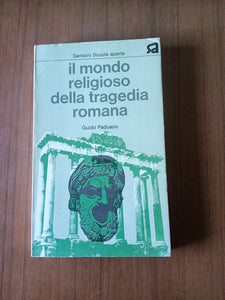 Sansoni Scuola aperta
il mondo
religioso
della tragedia
romana
Guido Paduano